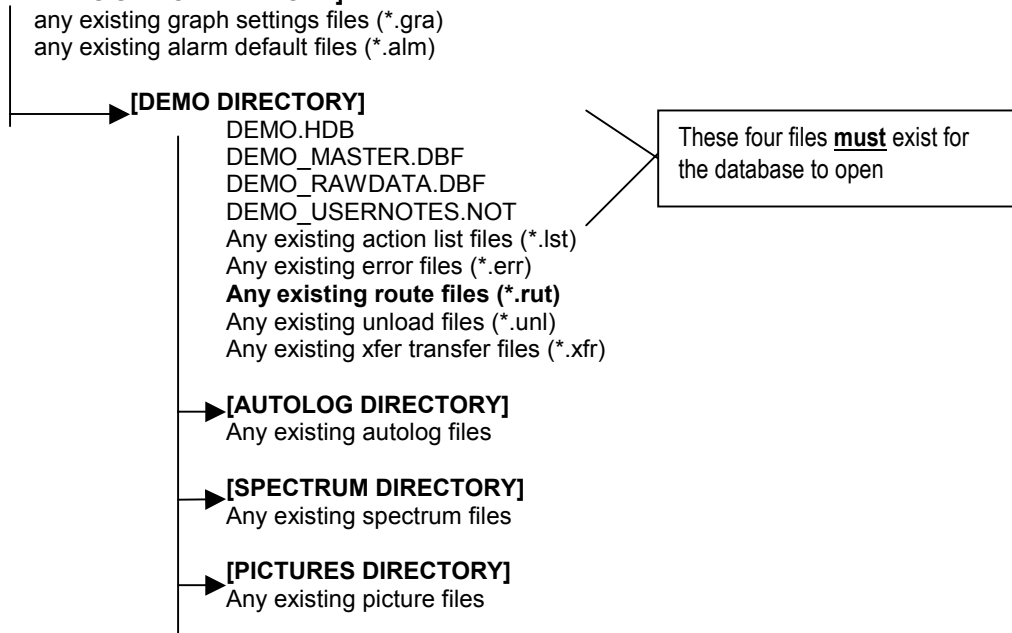 any existing graph settings files (*.gra)
any existing alarm default files (*.alm)
[DEMO DIRECTORY]
DEMO.HDB
DEMO_MASTER.DBF
DEMO_RAWDATA.DBF
DEMO_USERNOTES.NOT
Any existing action list files (*.lst)
Any existing error files (*.err)
Any existing route files (*.rut)
Any existing unload files (*.unl)
Any existing xfer transfer files (*.xfr)
These four files must exist for
the database to open
[AUTOLOG DIRECTORY]
Any existing autolog files
[SPECTRUM DIRECTORY]
Any existing spectrum files
[PICTURES DIRECTORY]
Any existing picture files